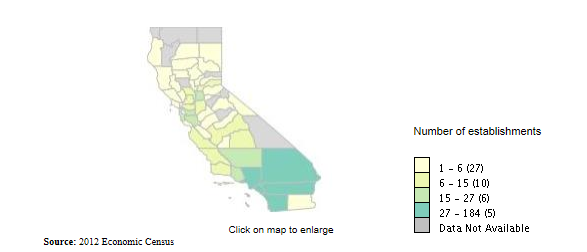 Number of establishments
1 - 6 (27)
6 - 15 (10)
15 - 27 (6)
27 - 184 (5)
Data Not Available
Click on map to enlarge
Source: 2012 Economic Census